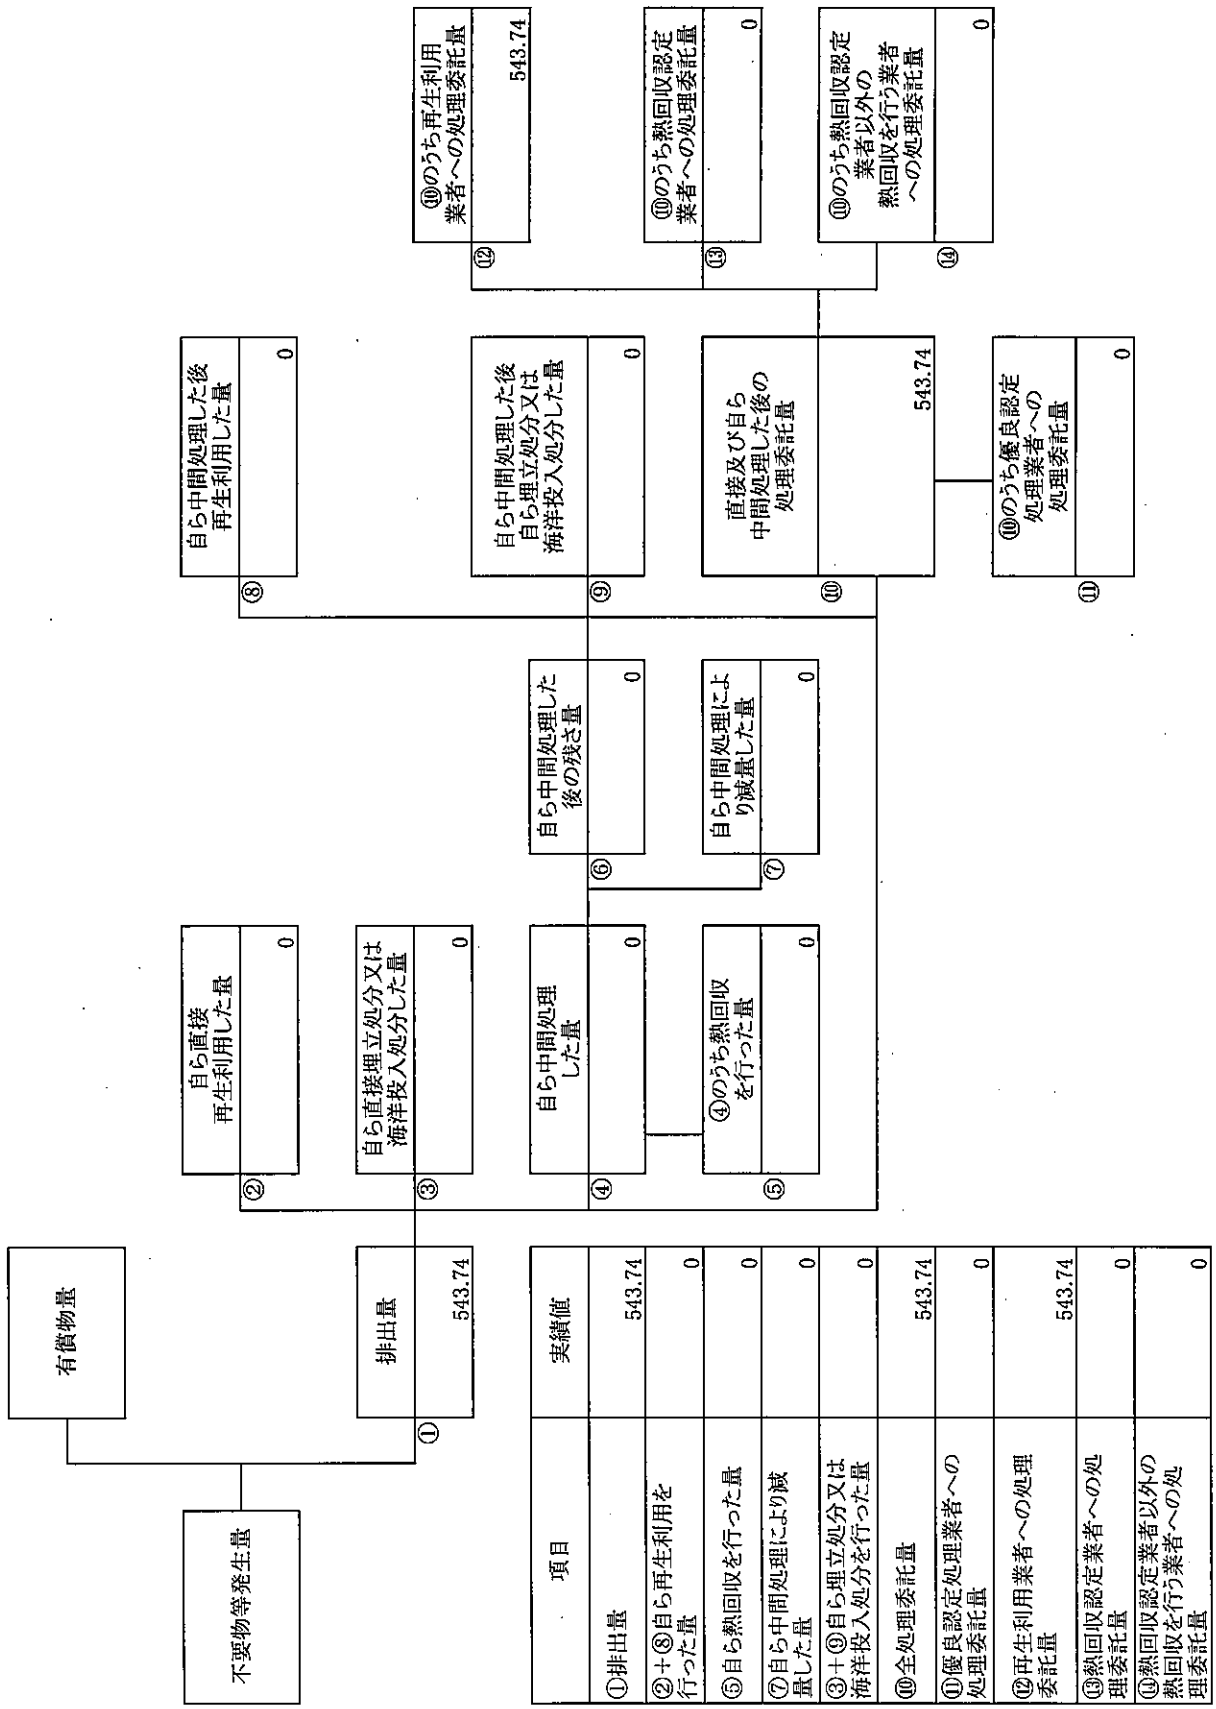 不要物等発生量
有償物量
排出量
①
543.74
自ら直接
再生利用した量
②
0
自ら直接埋立処分又は
海洋投入処分した量
③
0
自ら中間処理
した量
④
0
④のうち熱回収
を行った量
⑤
0
自ら中間処理した
後の残さ量
⑥
0
自ら中間処理によ
り減量した量
⑦
0
自ら中間処理した後
再生利用した量
⑧
0
自ら中間処理した後
自ら埋立処分又は
海洋投入処分した量
⑨
0
直接及び自ら
中間処理した後の
処理委託量
⑩
543.74
⑩のうち優良認定
処理業者への
処理委託量
⑪
0
⑩のうち再生利用
業者への処理委託量
⑫
543.74
⑩のうち熱回収認定
業者への処理委託量
⑬
0
⑩のうち熱回収認定
業者以外の
熱回収を行う業者
への処理委託量
⑭
0
項目 実績値
①排出量 543.74
②+⑧自ら再生利用を
行った量 0
⑤自ら熱回収を行った量 0
⑦自ら中間処理により減
量した量 0
③+⑨自ら埋立処分又は
海洋投入処分を行った量 0
⑩全処理委託量 543.74
⑪優良認定処理業者への
処理委託量 0
⑫再生利用業者への処理
委託量 543.74
⑬熱回収認定業者への処
理委託量 0
⑭熱回収認定業者以外の
熱回収を行う業者への処
理委託量 0